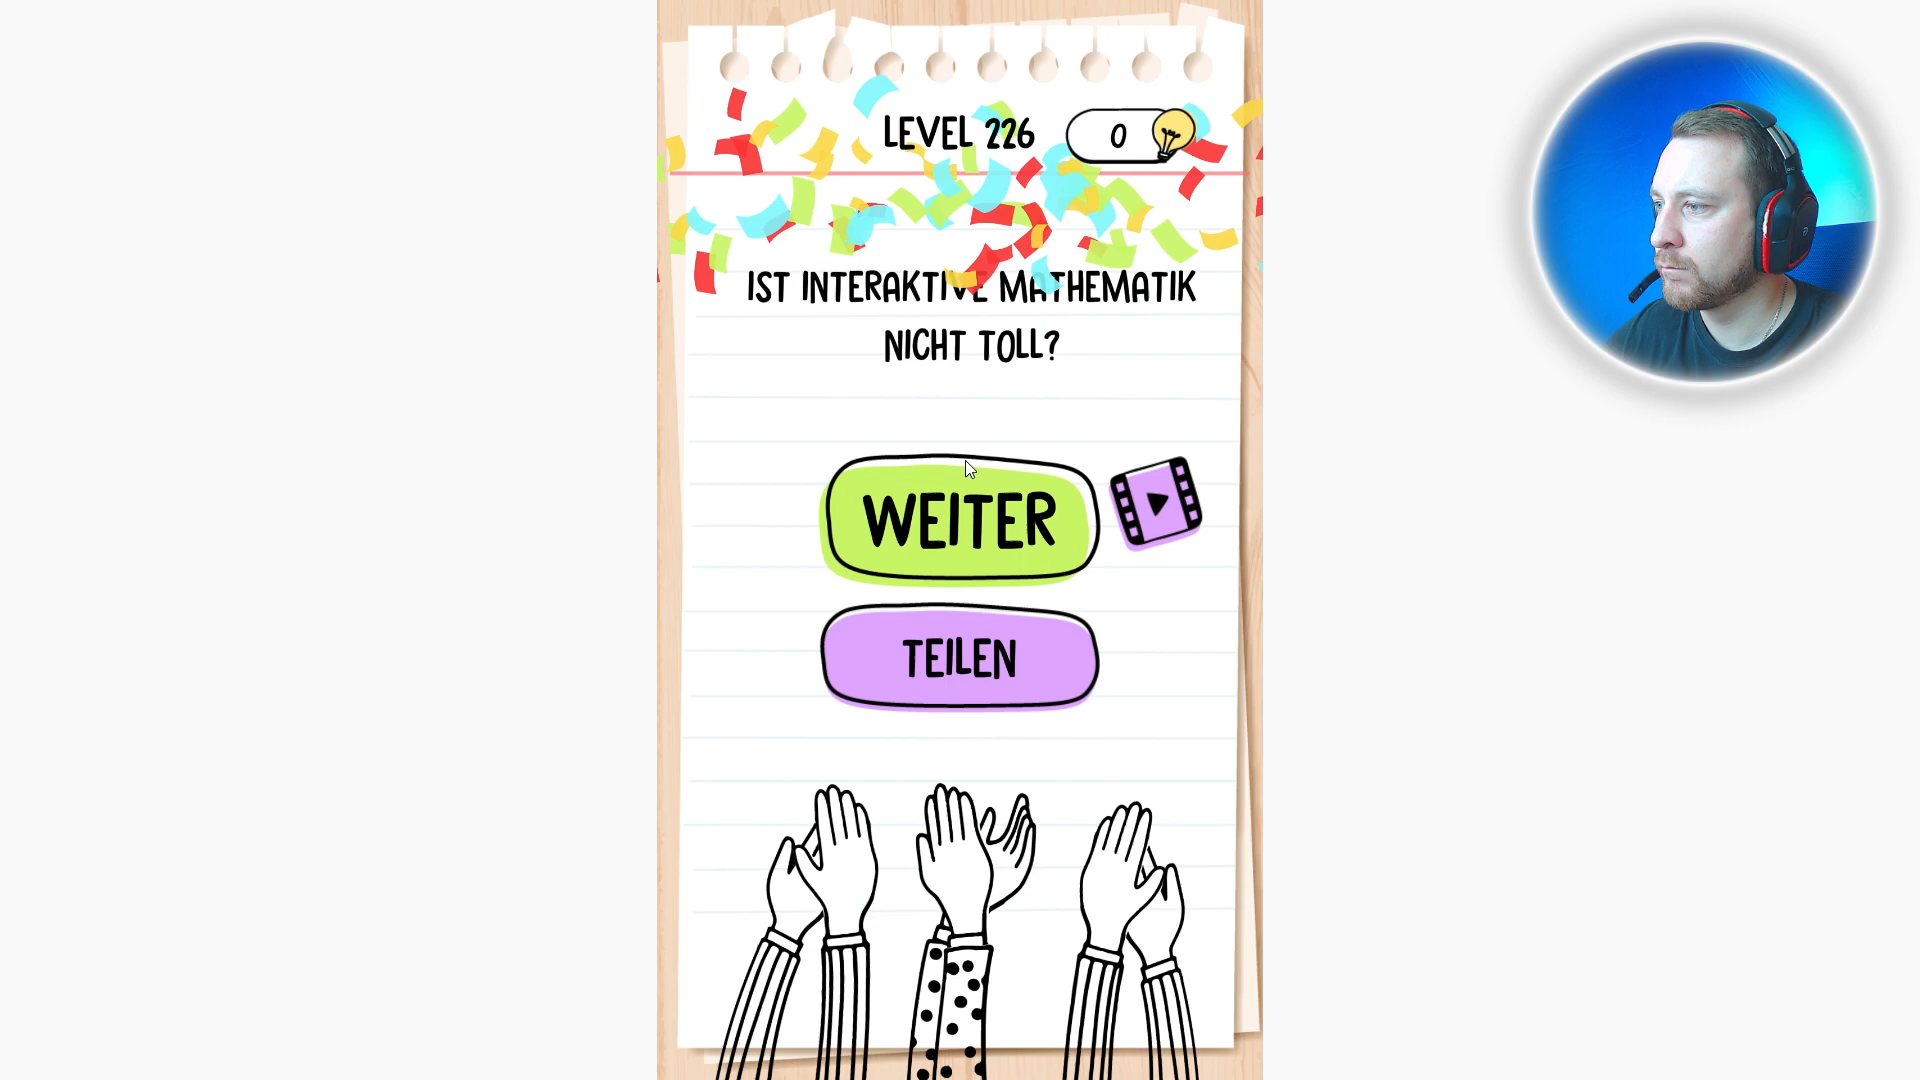 LEVEL 226
0
IST INTERAKTIVE MATHEMATIK
NICHT TOLL?
WEITER
TEILEN